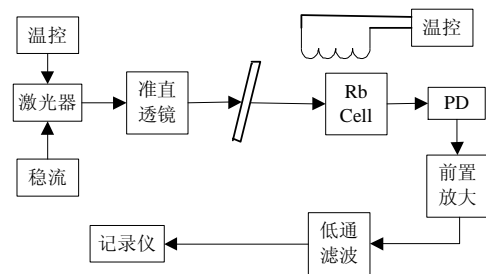 温控
温控
激光器
准直
透镜
Rb
Cell
PD
稳流
前置
放大
低通
滤波
记录仪